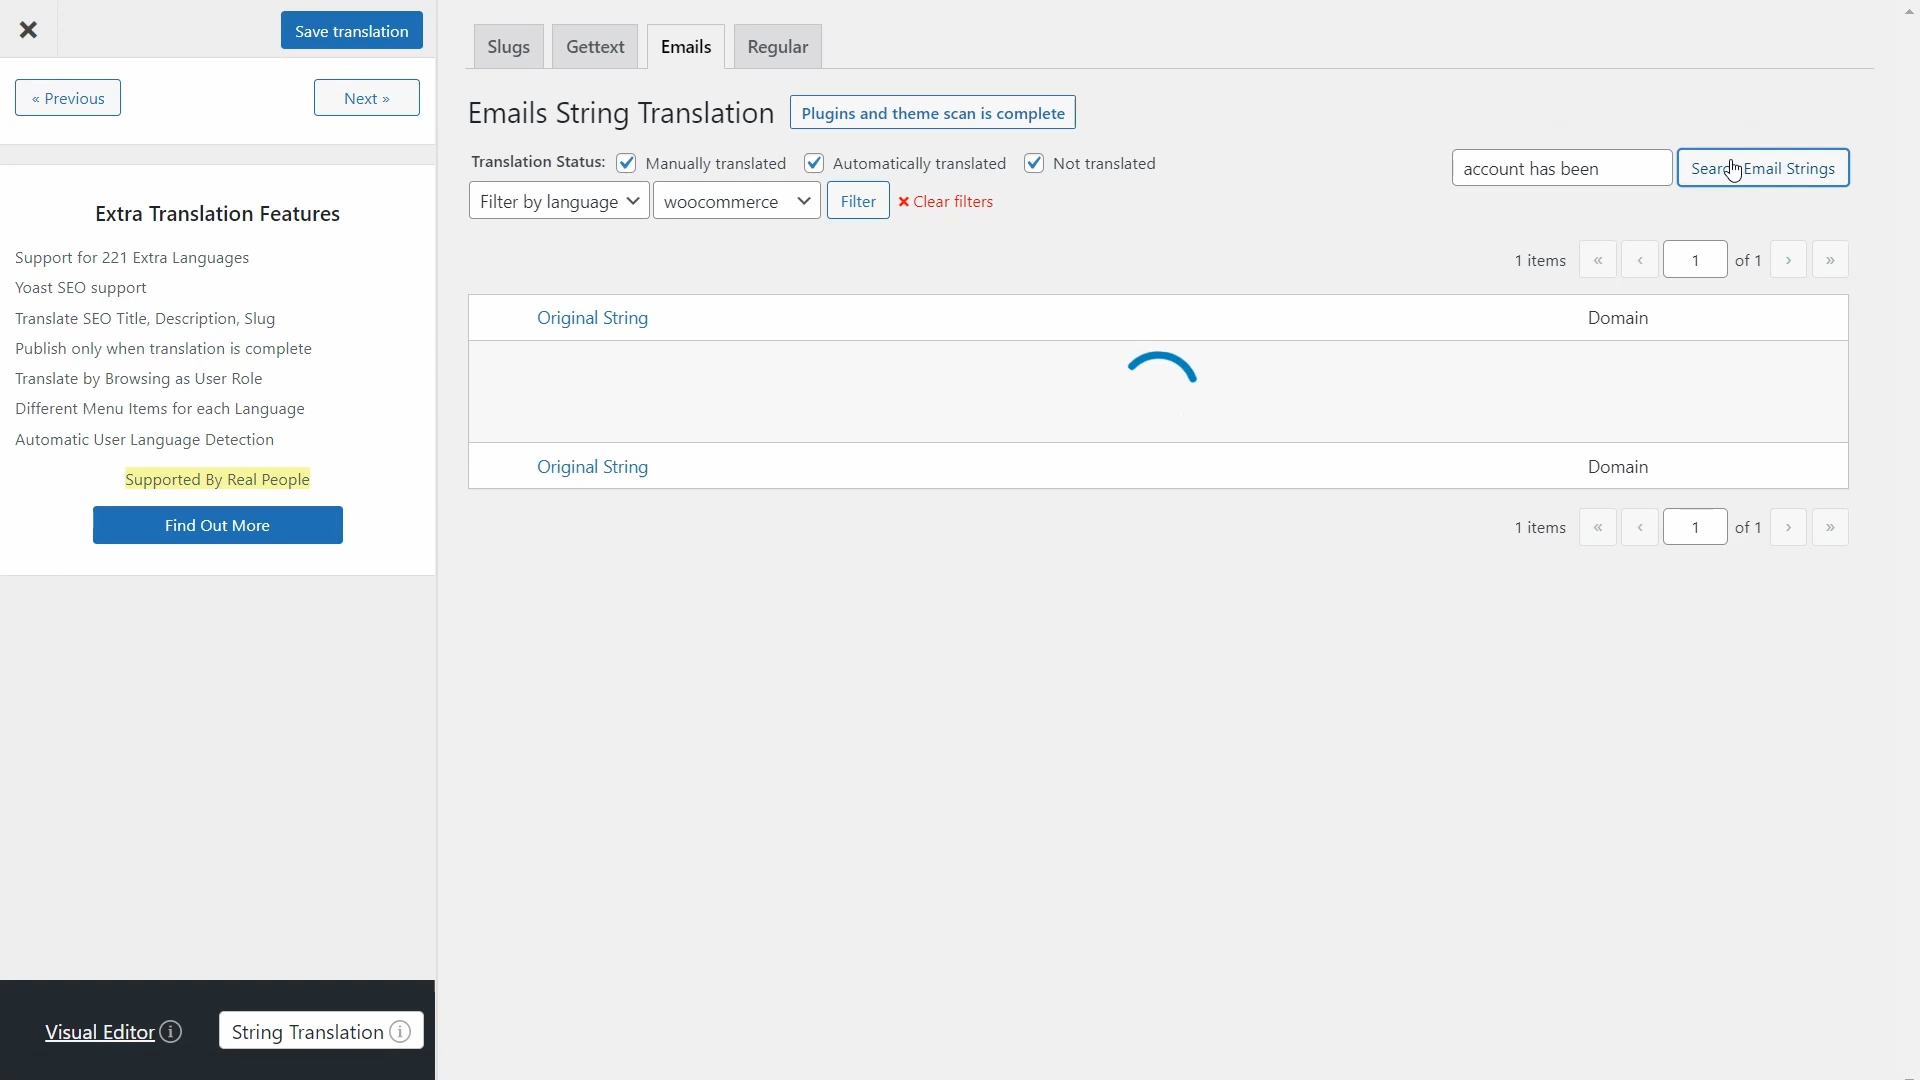 Save translation
« Previous
Next »
Extra Translation Features
Support for 221 Extra Languages
Yoast SEO support
Translate SEO Title, Description, Slug
Publish only when translation is complete
Translate by Browsing as User Role
Different Menu Items for each Language
Automatic User Language Detection
Supported By Real People
Find Out More
Visual Editor
String Translation
Slugs
Gettext
Emails
Regular
Emails String Translation
Plugins and theme scan is complete
Translation Status:
Manually translated
Automatically translated
Not translated
Filter by language
woocommerce
Filter
× Clear filters
account has been
Search Email Strings
1 items « ‹ 1 of 1 › »
Original String
Domain
Original String
Domain
1 items « ‹ 1 of 1 › »